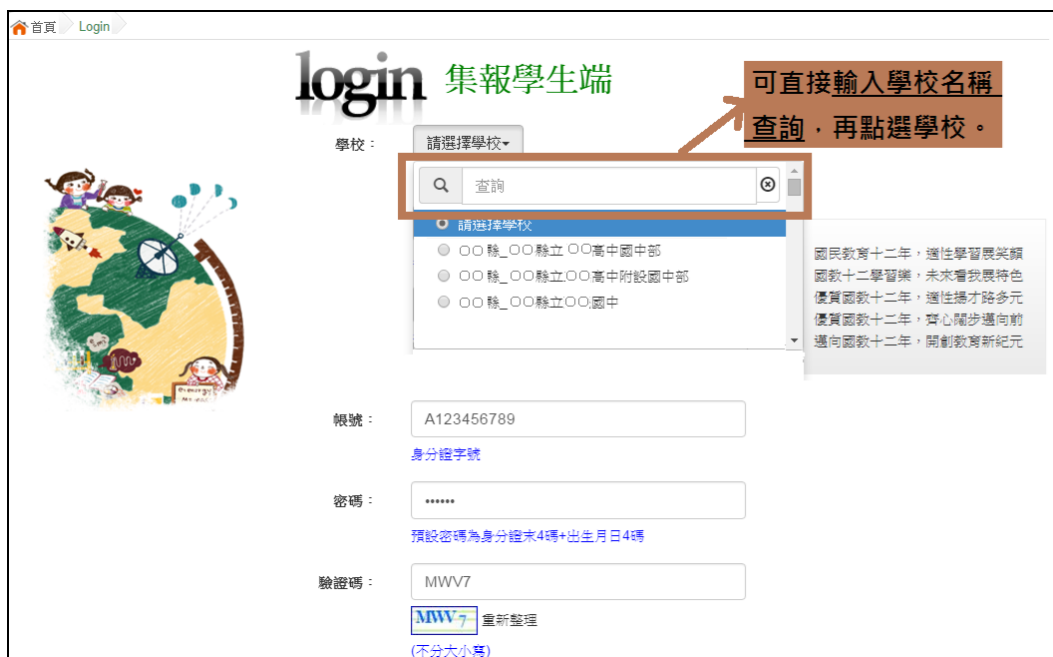 首頁 Login
login 集報學生端
可直接輸入學校名稱
查詢，再點選學校。
學校：
請選擇學校
查詢
請選擇學校
○○縣_○○縣立○○高中國中部
○○縣_○○縣立○○高中附設國中部
○○縣_○○縣立○○國中
國民教育十二年，適性學習展笑顏
國教十二學習樂，未來看我展特色
優質國教十二年，適性揚才路多元
優質國教十二年，齊心闊步邁向前
邁向國教十二年，開創教育新紀元
帳號：
A123456789
身分證字號
密碼：
••••••
預設密碼為身分證末4碼+出生月日4碼
驗證碼：
MWV7
MWV7 重新整理
(不分大小寫)